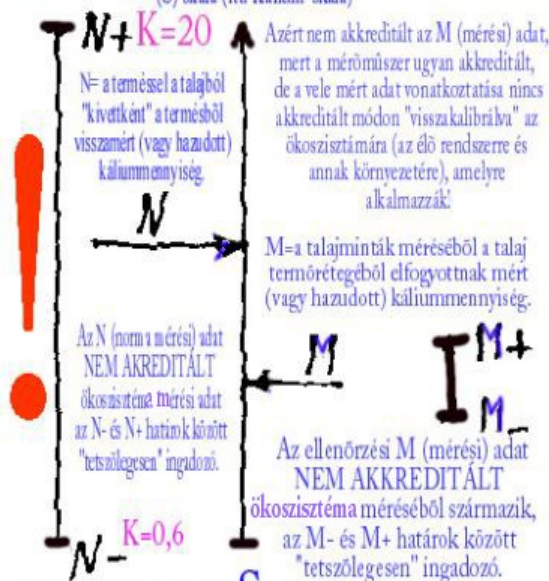 N+ K=20
N= a terméssel a talajból
"kivettként" a termésből
visszamért (vagy hazudott)
káliummennyiség.
N
Az N (norma mérési) adat
NEM AKREDITÁLT
ökoszisztéma mérési adat
az N- és N+ határok között
"tetszőlegesen" ingadozó.
N- K=0,6
Azért nem akkreditált az M (mérési) adat,
mert a mérőműszer ugyan akkreditált,
de a vele mért adat vonatkoztatása nincs
akkreditált módon "visszakalibrálva" az
ökoszisztámára (az élő rendszerre és
annak környezetére), amelyre
alkalmazzák!
M=a talajminták méréséből a talaj
termőrétegéből elfogyottnak mért
(vagy hazudott) káliummennyiség.
M
M+
M-
Az ellenőrzési M (mérési) adat
NEM AKKREDITÁLT
ökoszisztéma méréséből származik,
az M- és M+ határok között
"tetszőlegesen" ingadozó.